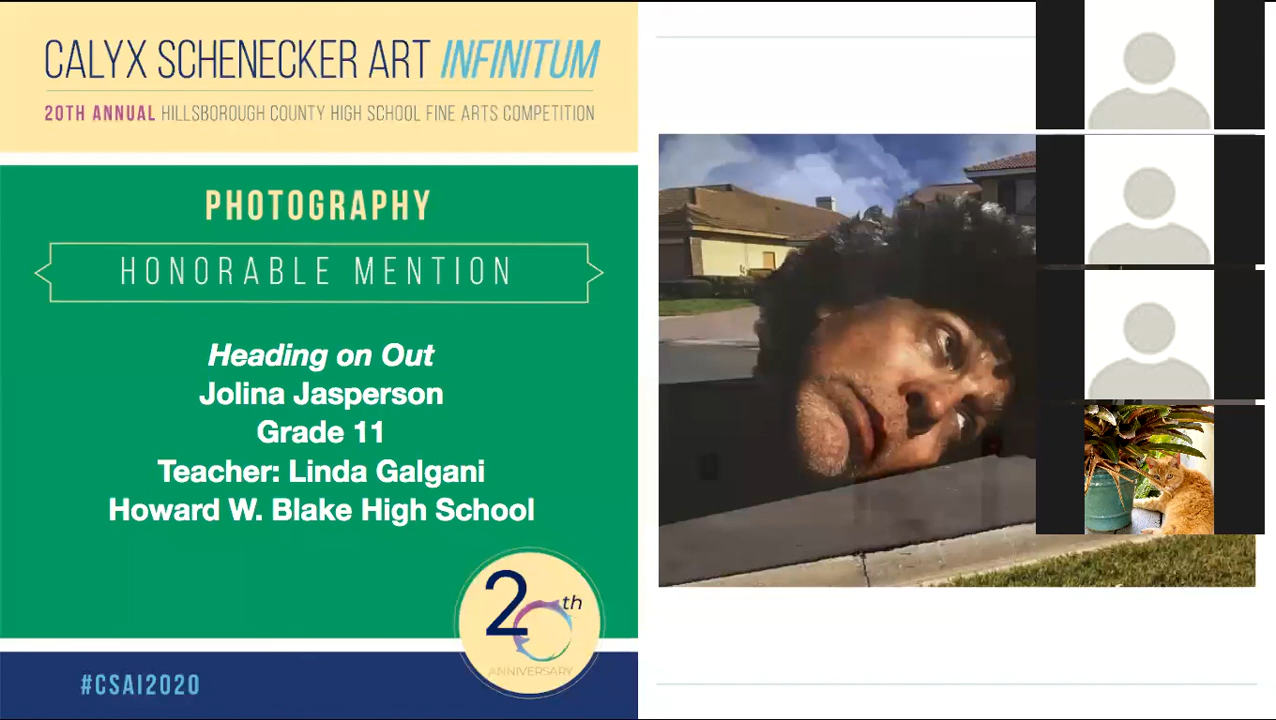 CALYX SCHENECKER ART INFINITUM
20TH ANNUAL HILLSBOROUGH COUNTY HIGH SCHOOL FINE ARTS COMPETITION
PHOTOGRAPHY
HONORABLE MENTION
Heading on Out
Jolina Jasperson
Grade 11
Teacher: Linda Galgani
Howard W. Blake High School
20th
ANNIVERSARY
#CSAI2020